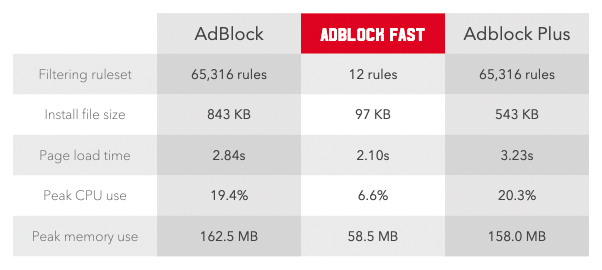 AdBlock ADBLOCK FAST Adblock Plus
Filtering ruleset 65,316 rules 12 rules 65,316 rules
Install file size 843 KB 97 KB 543 KB
Page load time 2.84s 2.10s 3.23s
Peak CPU use 19.4% 6.6% 20.3%
Peak memory use 162.5 MB 58.5 MB 158.0 MB